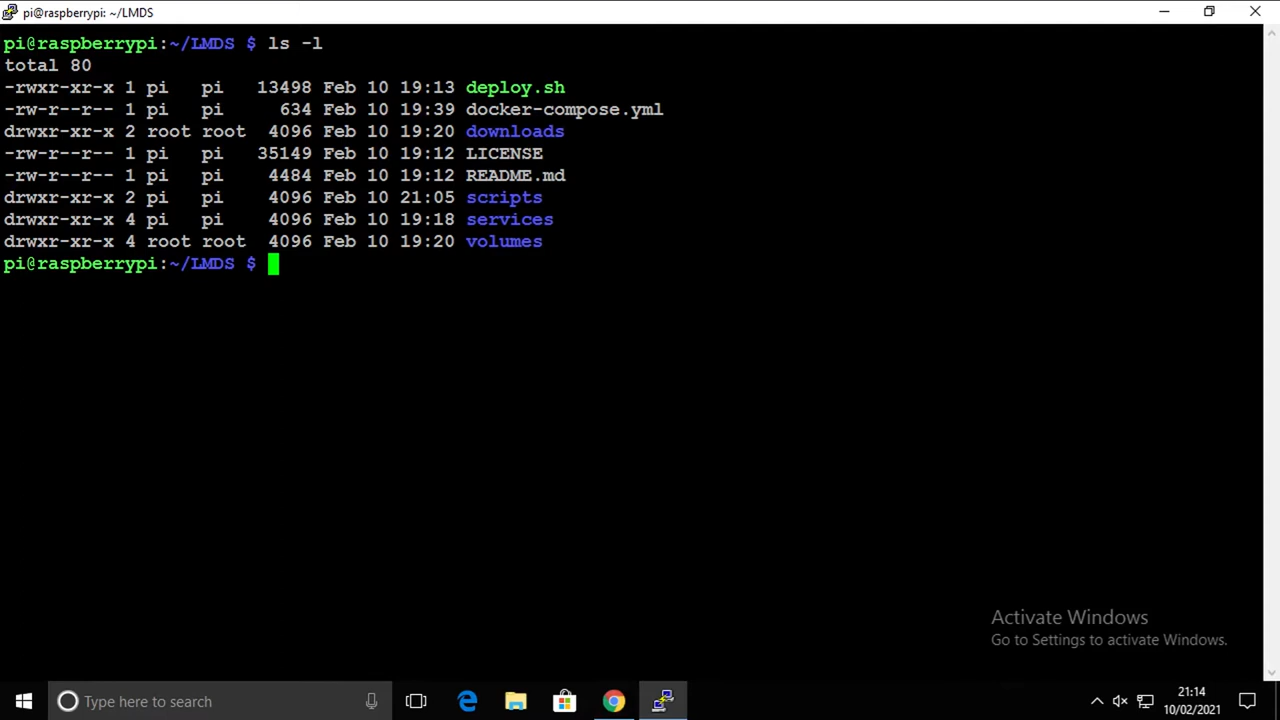 pi@raspberrypi: ~/LMDS
pi@raspberrypi:~/LMDS $ ls -l
total 80
-rwxr-xr-x 1 pi   pi   13498 Feb 10 19:13 deploy.sh
-rw-r--r-- 1 pi   pi     634 Feb 10 19:39 docker-compose.yml
drwxr-xr-x 2 root root  4096 Feb 10 19:20 downloads
-rw-r--r-- 1 pi   pi   35149 Feb 10 19:12 LICENSE
-rw-r--r-- 1 pi   pi    4484 Feb 10 19:12 README.md
drwxr-xr-x 2 pi   pi    4096 Feb 10 21:05 scripts
drwxr-xr-x 4 pi   pi    4096 Feb 10 19:18 services
drwxr-xr-x 4 root root  4096 Feb 10 19:20 volumes
pi@raspberrypi:~/LMDS $
Activate Windows
Go to Settings to activate Windows.
Type here to search
21:14
10/02/2021